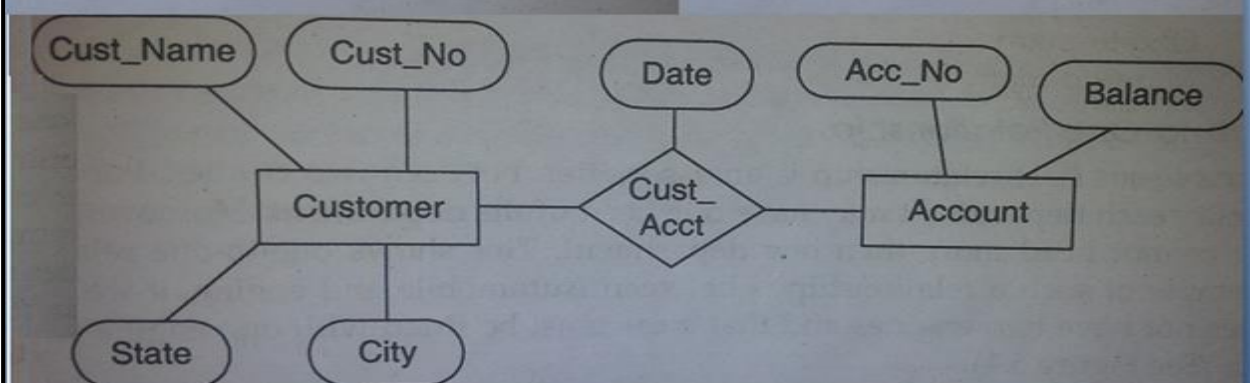 Cust_Name
Cust_No
Date
Acc_No
Balance
Customer
Cust_
Acct
Account
State
City